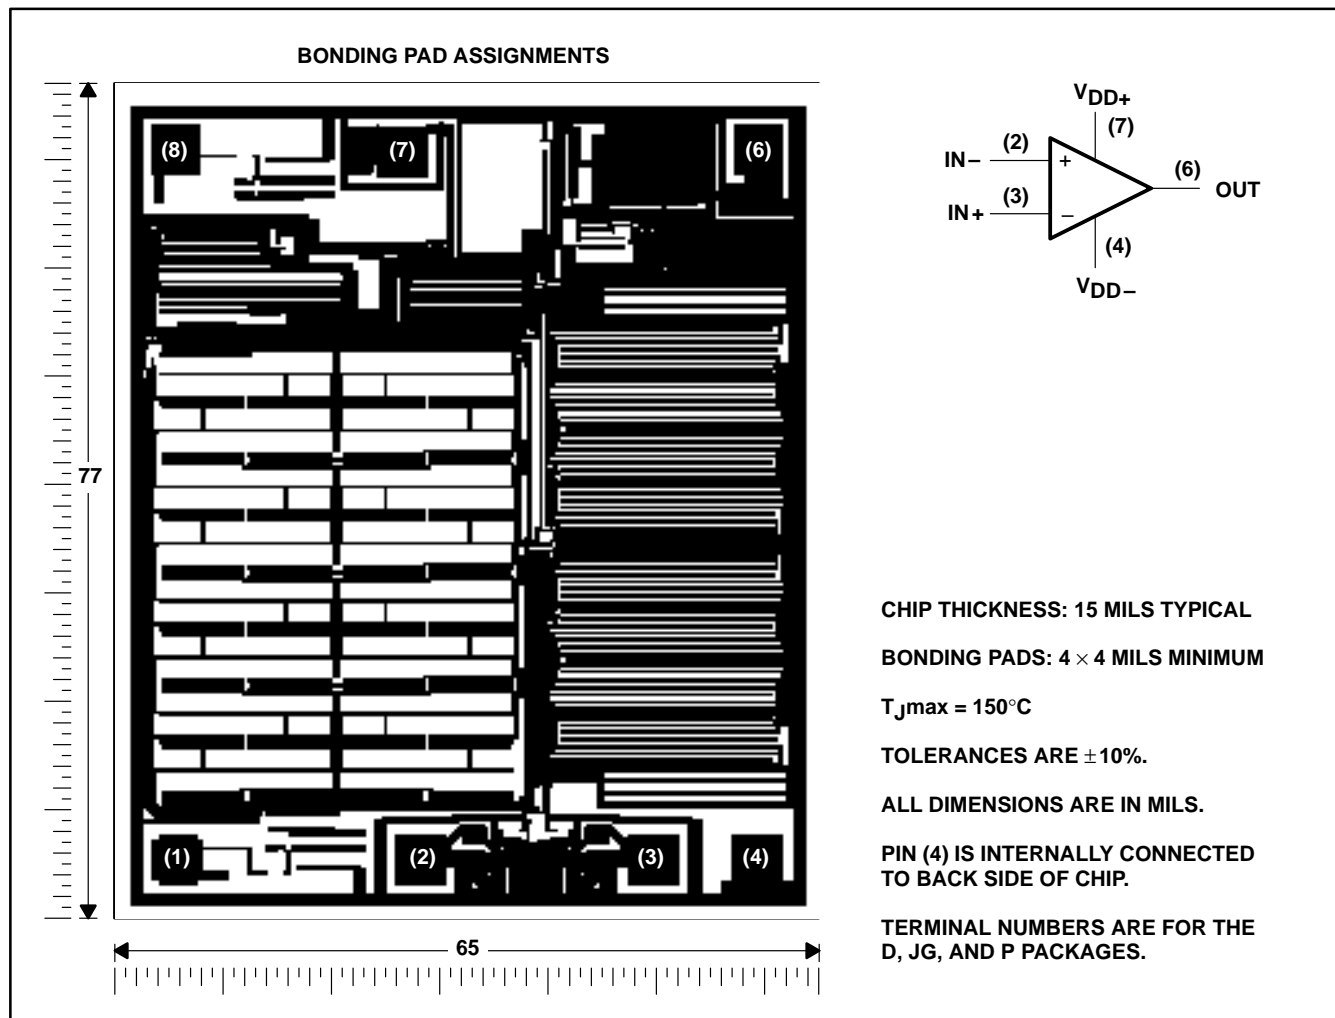 BONDING PAD ASSIGNMENTS
(8)
(7)
(6)
77
(1)
(2)
(3)
(4)
65
VDD+
(7)
(2)
IN−
+
(6)
OUT
(3)
IN+
−
(4)
VDD−
CHIP THICKNESS: 15 MILS TYPICAL
BONDING PADS: 4 × 4 MILS MINIMUM
TJmax = 150°C
TOLERANCES ARE ±10%.
ALL DIMENSIONS ARE IN MILS.
PIN (4) IS INTERNALLY CONNECTED
TO BACK SIDE OF CHIP.
TERMINAL NUMBERS ARE FOR THE
D, JG, AND P PACKAGES.